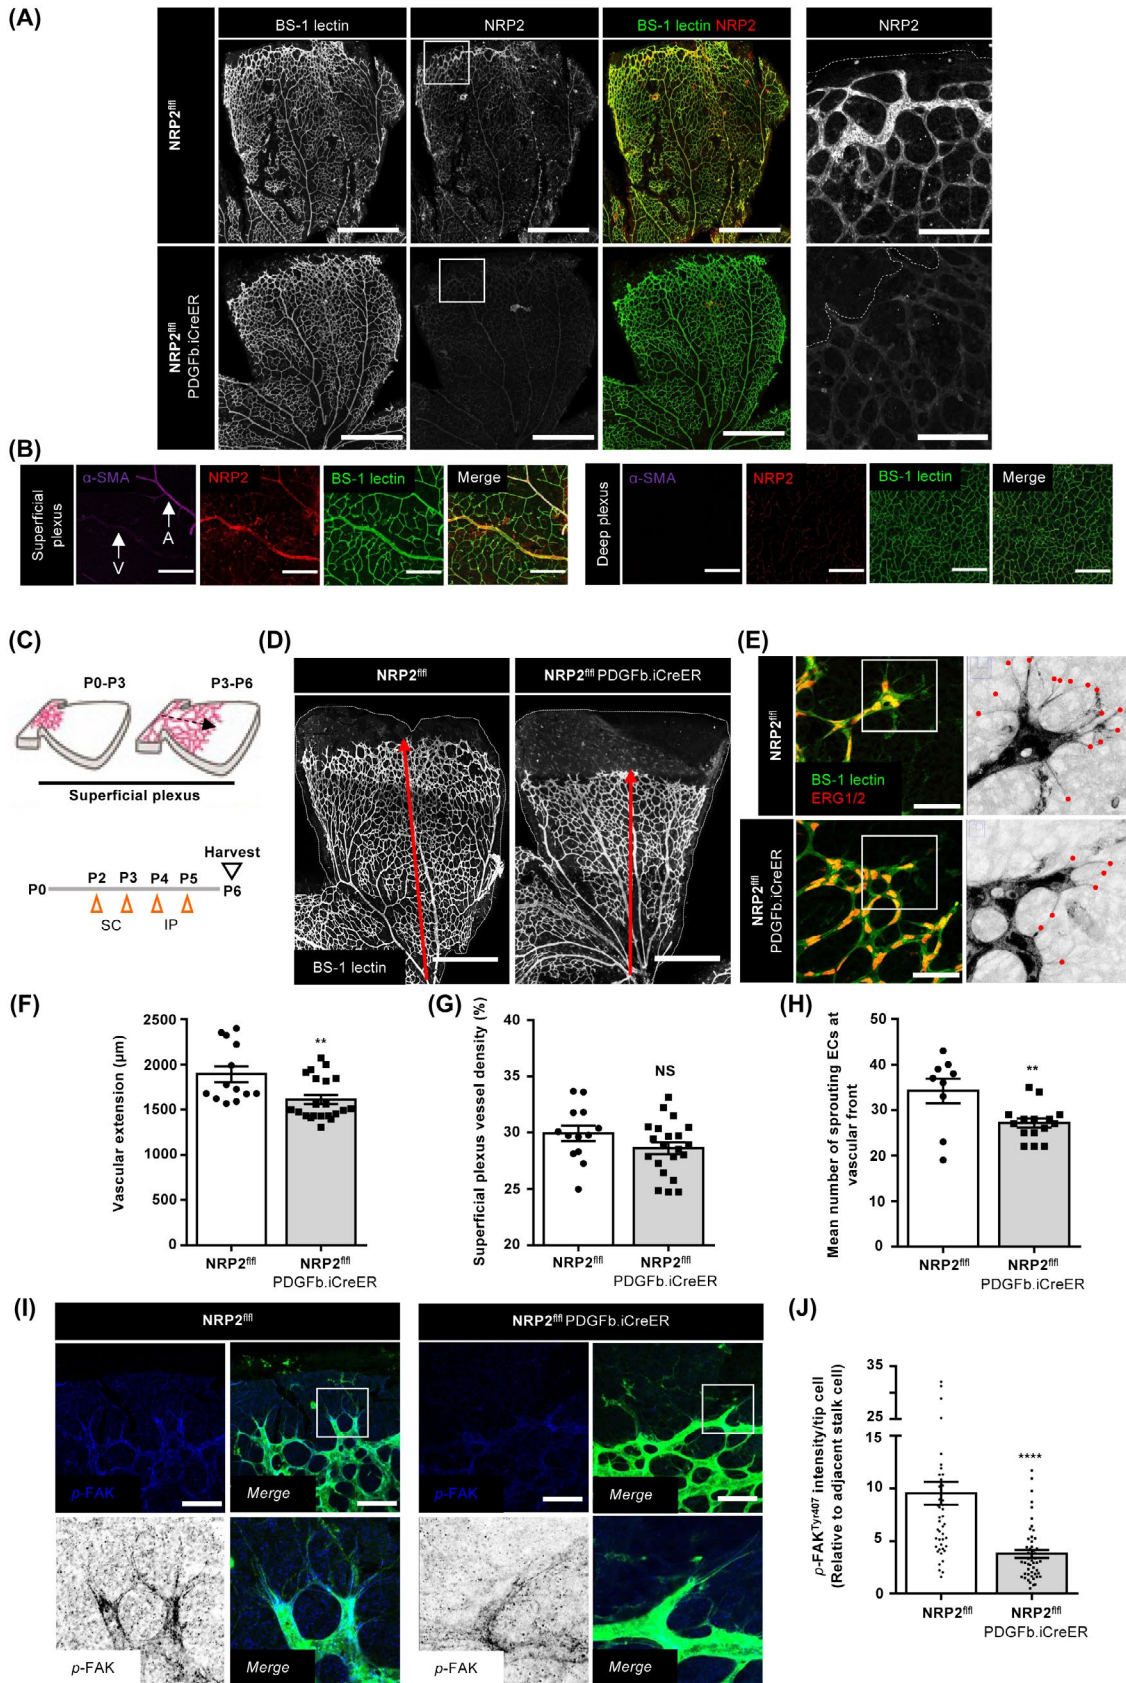 (A)
BS-1 lectin
NRP2
BS-1 lectin NRP2
NRP2
NRP2fl/fl
NRP2fl/fl
PDGFb.iCreER
(B)
Superficial
plexus
α-SMA
A
V
NRP2
BS-1 lectin
Merge
Deep plexus
α-SMA
NRP2
BS-1 lectin
Merge
(C)
P0-P3
P3-P6
Superficial plexus
Harvest
P0
P2
P3
P4
P5
P6
SC
IP
(D)
NRP2fl/fl
NRP2fl/fl PDGFb.iCreER
BS-1 lectin
(E)
NRP2fl/fl
BS-1 lectin
ERG1/2
NRP2fl/fl
PDGFb.iCreER
(F)
Vascular extension (μm)
2500
2000
1500
1000
500
0
**
NRP2fl/fl
NRP2fl/fl
PDGFb.iCreER
(G)
Superficial plexus vessel density (%)
40
35
30
25
20
NS
NRP2fl/fl
NRP2fl/fl
PDGFb.iCreER
(H)
Mean number of sprouting ECs at
vascular front
50
40
30
20
10
0
**
NRP2fl/fl
NRP2fl/fl
PDGFb.iCreER
(I)
NRP2fl/fl
NRP2fl/fl PDGFb.iCreER
p-FAK
Merge
p-FAK
Merge
p-FAK
Merge
p-FAK
Merge
(J)
p-FAKTyr407 intensity/tip cell
(Relative to adjacent stalk cell)
35
25
15
10
5
0
****
NRP2fl/fl
NRP2fl/fl
PDGFb.iCreER